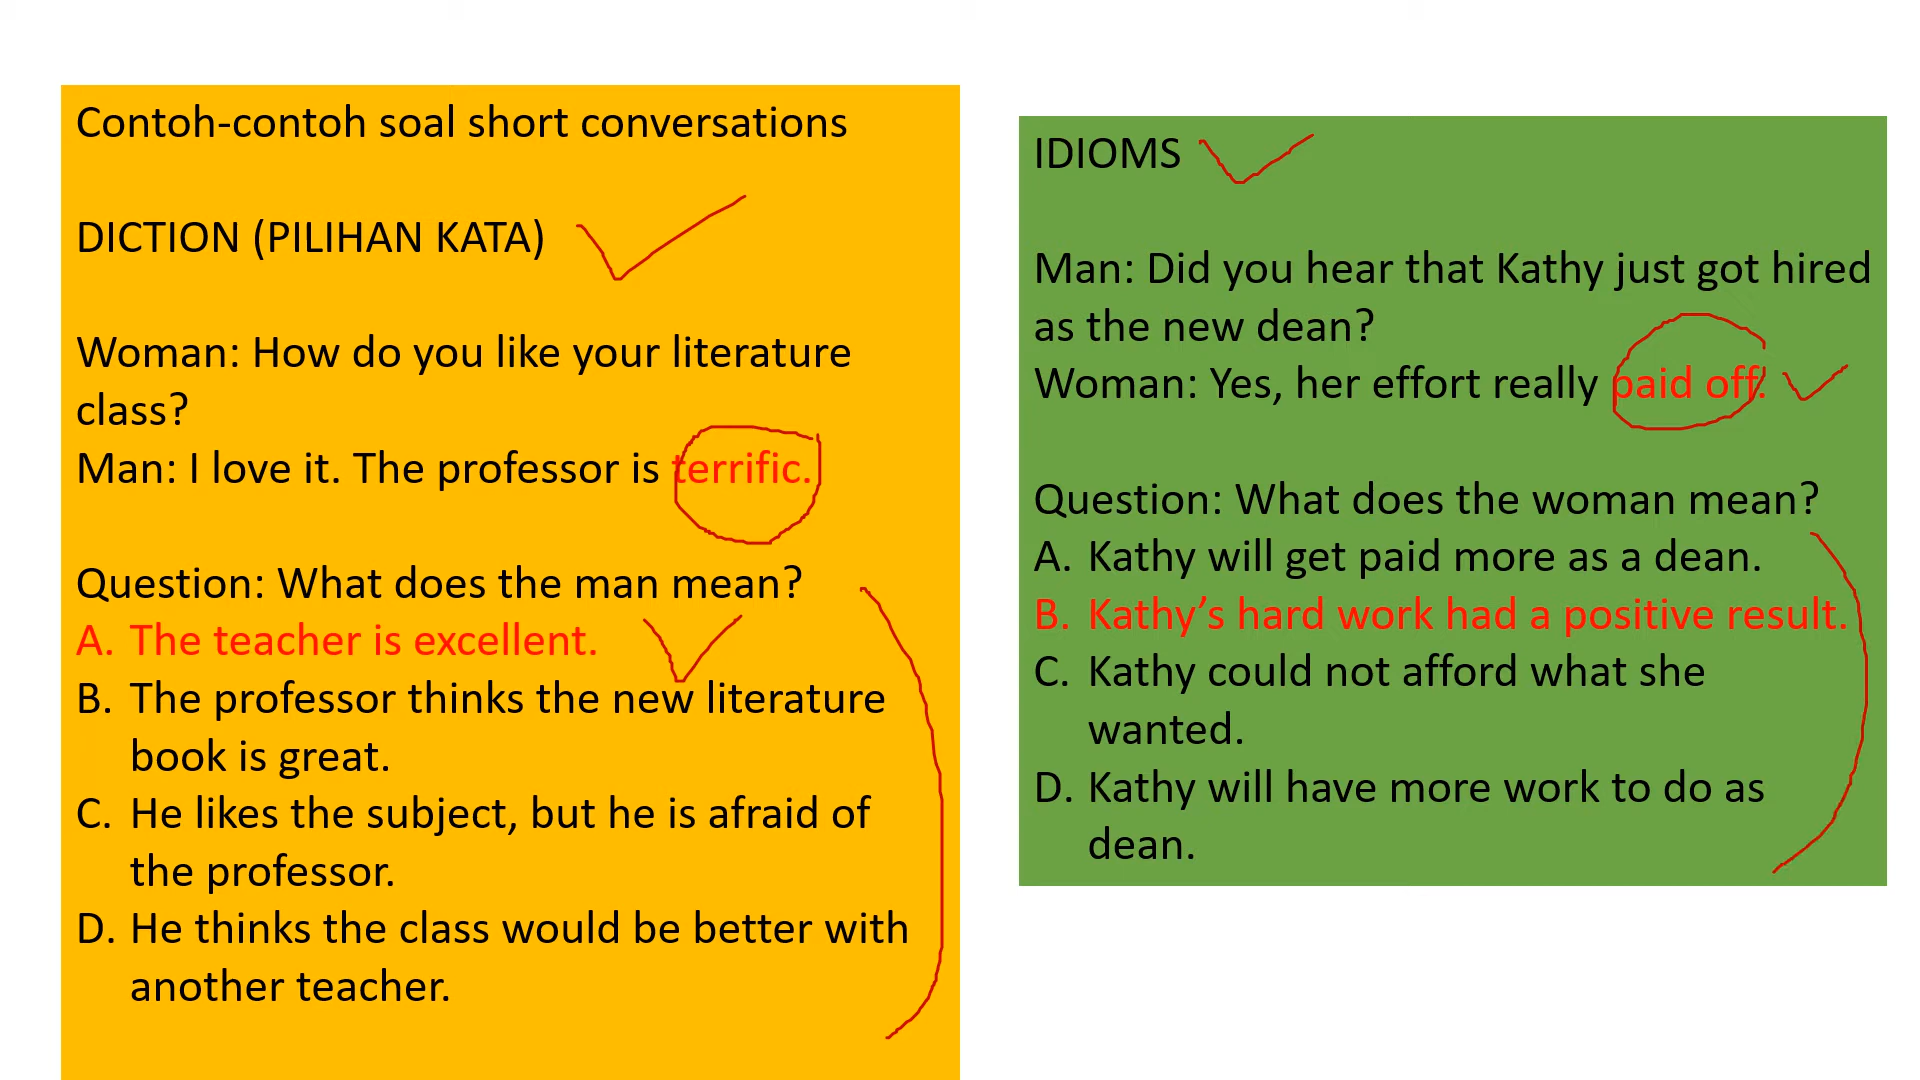 Contoh-contoh soal short conversations
DICTION (PILIHAN KATA)
Woman: How do you like your literature
class?
Man: I love it. The professor is terrific.
Question: What does the man mean?
A. The teacher is excellent.
B. The professor thinks the new literature
book is great.
C. He likes the subject, but he is afraid of
the professor.
D. He thinks the class would be better with
another teacher.
IDIOMS
Man: Did you hear that Kathy just got hired
as the new dean?
Woman: Yes, her effort really paid off.
Question: What does the woman mean?
A. Kathy will get paid more as a dean.
B. Kathy’s hard work had a positive result.
C. Kathy could not afford what she
wanted.
D. Kathy will have more work to do as
dean.